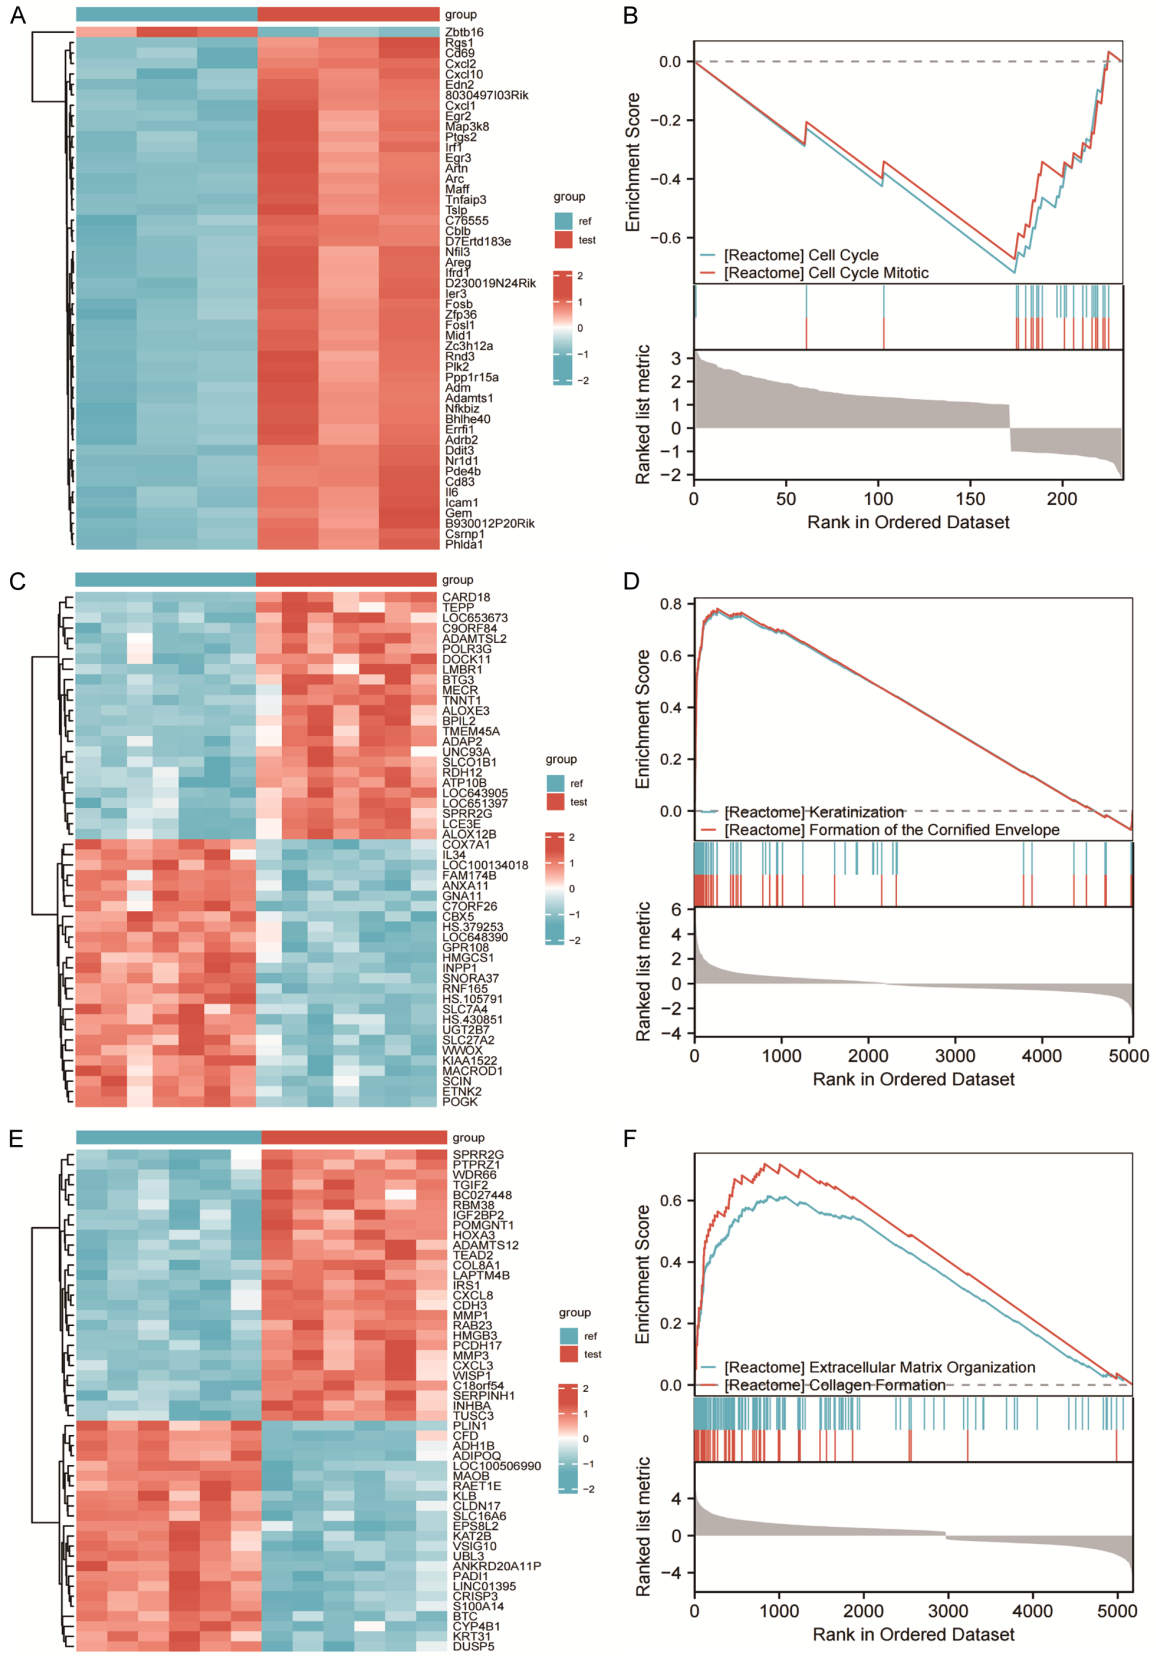 A
group
Zbtb16
Rgs1
Cd69
Cxcl2
Cxcl10
Edn2
8030497I03Rik
Cxcl1
Egr2
Map3k8
Ptgs2
Irf1
Egr3
Artn
Arc
Maff
Tnfaip3
Tslp
C76555
Cblb
D7Ertd183e
Nfil3
Areg
Ifrd1
D230019N24Rik
Ier3
Fosb
Zfp36
Fosl1
Mid1
Zc3h12a
Rnd3
Plk2
Ppp1r15a
Adm
Adamts1
Nfkbiz
Bhlhe40
Errfi1
Adrb2
Ddit3
Nr1d1
Pde4b
Cd83
Il6
Icam1
Gem
B930012P20Rik
Csrnp1
Phlda1
group
ref
test
2
1
0
−1
−2
B
Enrichment Score
0.0
−0.2
−0.4
−0.6
[Reactome] Cell Cycle
[Reactome] Cell Cycle Mitotic
Ranked list metric
3
2
1
0
−1
−2
0 50 100 150 200
Rank in Ordered Dataset
C
group
CARD18
TEPP
LOC653673
C9ORF84
ADAMTSL2
POLR3G
DOCK11
LMBR1
BTG3
MECR
TNNT1
ALOXE3
BPIL2
TMEM45A
ADAP2
UNC93A
SLCO1B1
RDH12
ATP10B
LOC643905
LOC651397
SPRR2G
LCE3E
ALOX12B
COX7A1
IL34
LOC100134018
FAM174B
ANXA11
GNA11
C7ORF26
CBX5
HS.379253
LOC648390
GPR108
HMGCS1
INPP1
SNORA37
RNF165
HS.105791
SLC7A4
HS.430851
UGT2B7
SLC27A2
WWOX
KIAA1522
MACROD1
SCIN
ETNK2
POGK
group
ref
test
2
1
0
−1
−2
D
Enrichment Score
0.8
0.6
0.4
0.2
0.0
[Reactome] Keratinization
[Reactome] Formation of the Cornified Envelope
Ranked list metric
6
4
2
0
−2
−4
0 1000 2000 3000 4000 5000
Rank in Ordered Dataset
E
group
SPRR2G
PTPRZ1
WDR66
TGIF2
BC027448
RBM38
IGF2BP2
POMGNT1
HOXA3
ADAMTS12
TEAD2
COL8A1
LAPTM4B
IRS1
CXCL8
CDH3
MMP1
RAB23
HMGB3
PCDH17
MMP3
CXCL3
WISP1
C18orf54
SERPINH1
INHBA
TUSC3
PLIN1
CFD
ADH1B
ADIPOQ
LOC100506990
MAOB
RAET1E
KLB
CLDN17
SLC16A6
EPS8L2
KAT2B
VSIG10
UBL3
ANKRD20A11P
PADI1
LINC01395
CRISP3
S100A14
BTC
CYP4B1
KRT31
DUSP5
group
ref
test
2
1
0
−1
−2
F
Enrichment Score
0.6
0.4
0.2
0.0
[Reactome] Extracellular Matrix Organization
[Reactome] Collagen Formation
Ranked list metric
4
0
−4
0 1000 2000 3000 4000 5000
Rank in Ordered Dataset